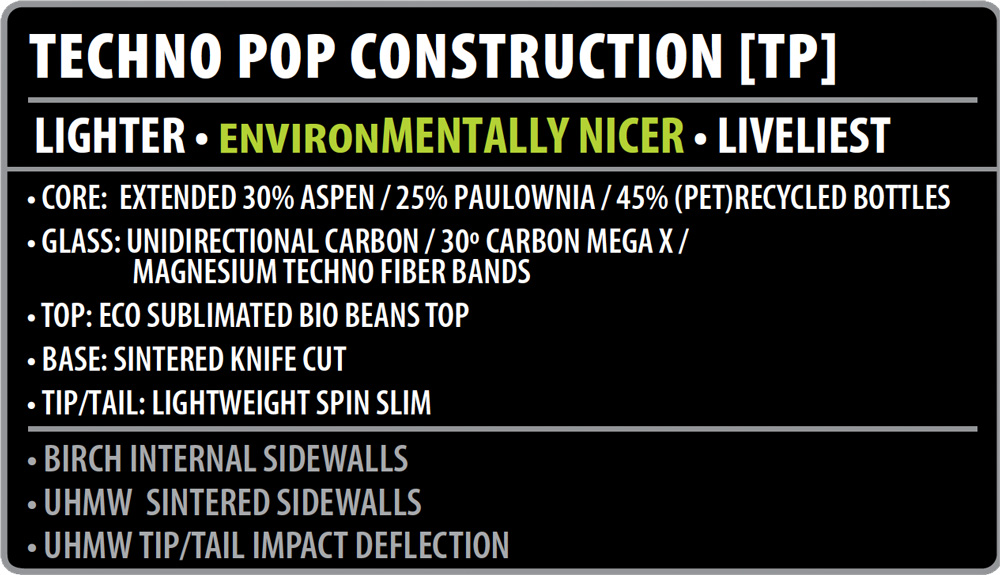 TECHNO POP CONSTRUCTION [TP]
LIGHTER • ENVIRONMENTALLY NICER • LIVELIEST
• CORE: EXTENDED 30% ASPEN / 25% PAULOWNIA / 45% (PET)RECYCLED BOTTLES
• GLASS: UNIDIRECTIONAL CARBON / 30º CARBON MEGA X /
MAGNESIUM TECHNO FIBER BANDS
• TOP: ECO SUBLIMATED BIO BEANS TOP
• BASE: SINTERED KNIFE CUT
• TIP/TAIL: LIGHTWEIGHT SPIN SLIM
• BIRCH INTERNAL SIDEWALLS
• UHMW SINTERED SIDEWALLS
• UHMW TIP/TAIL IMPACT DEFLECTION